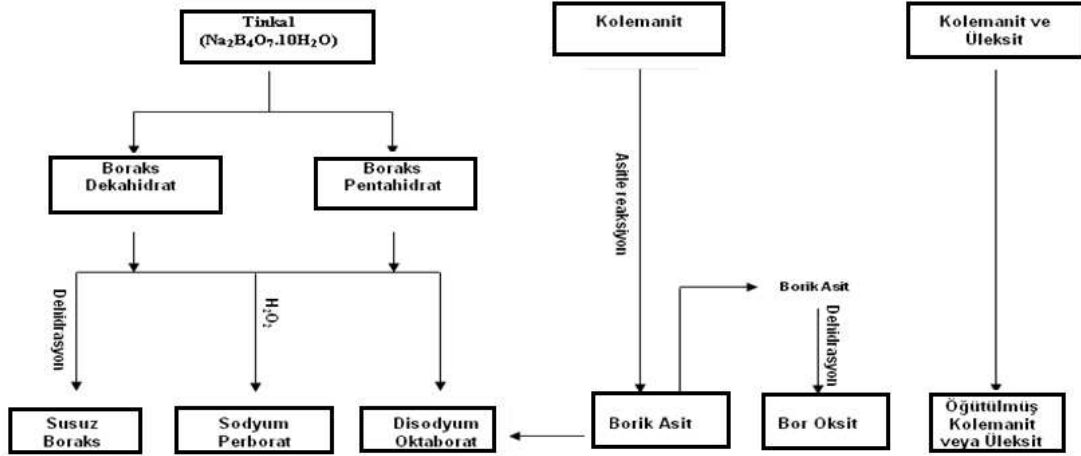 Tinkal
(Na₂B₄O₇.10H₂O)
Kolemanit
Kolemanit ve
Üleksit
Boraks
Dekahidrat
Boraks
Pentahidrat
Asitle reaksiyon
Dehidrasyon
H₂O₂
Borik Asit
Dehidrasyon
Susuz
Boraks
Sodyum
Perborat
Disodyum
Oktaborat
Borik Asit
Bor Oksit
Öğütülmüş
Kolemanit
veya Üleksit